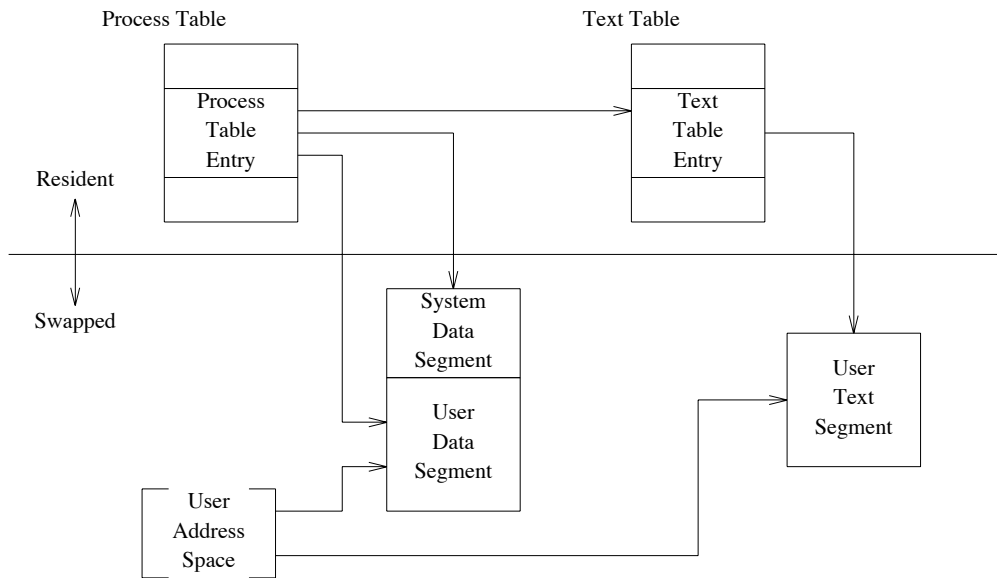 Process Table
Text Table
Process
Table
Entry
Text
Table
Entry
Resident
Swapped
System
Data
Segment
User
Data
Segment
User
Text
Segment
User
Address
Space